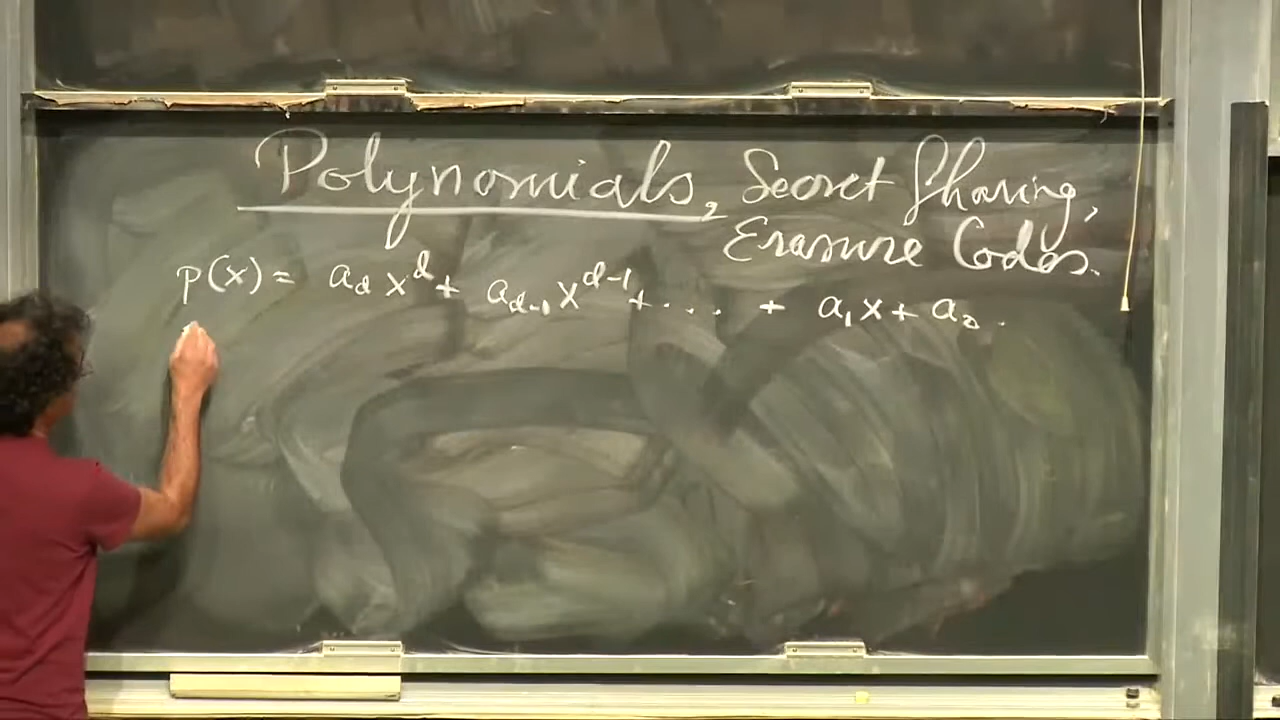 Polynomials, Secret Sharing,
Erasure Codes.
p(x) = a_d x^d + a_{d-1} x^{d-1} + ... + a_1 x + a_0.